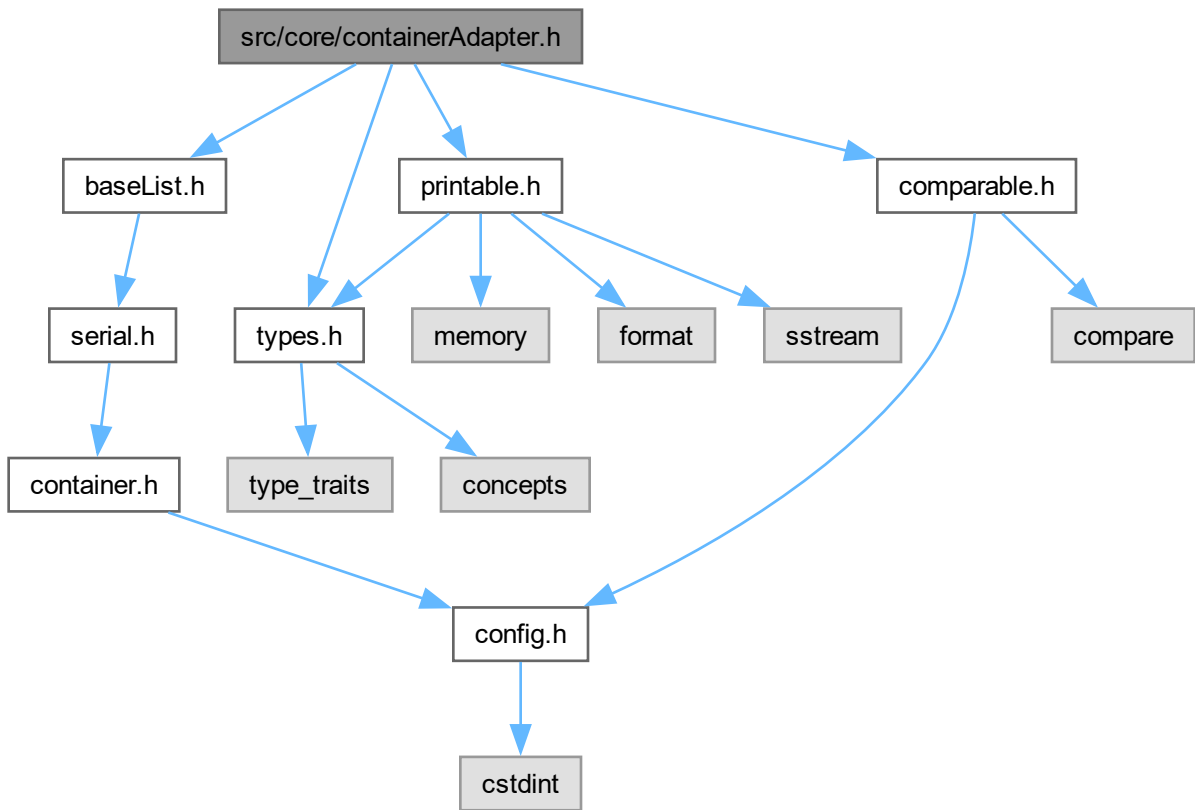 src/core/containerAdapter.h
baseList.h
printable.h
comparable.h
serial.h
types.h
memory
format
sstream
compare
container.h
type_traits
concepts
config.h
cstdint